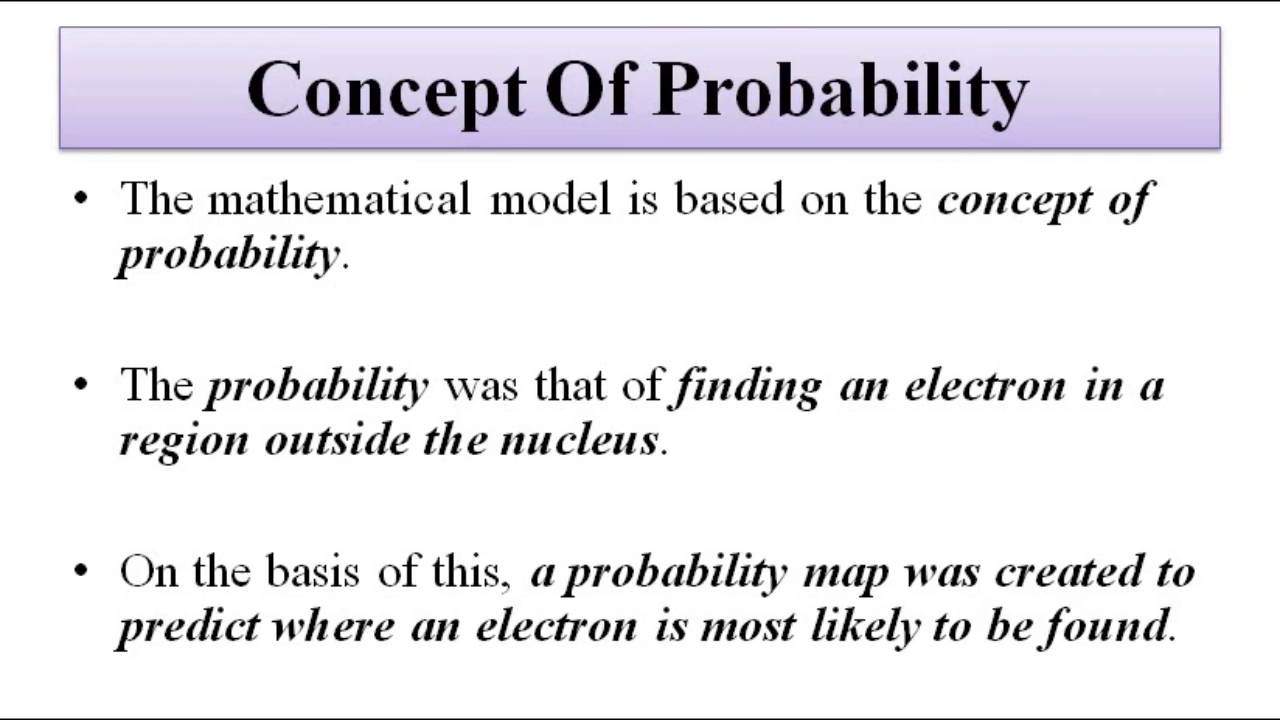 Concept Of Probability
• The mathematical model is based on the concept of
probability.
• The probability was that of finding an electron in a
region outside the nucleus.
• On the basis of this, a probability map was created to
predict where an electron is most likely to be found.